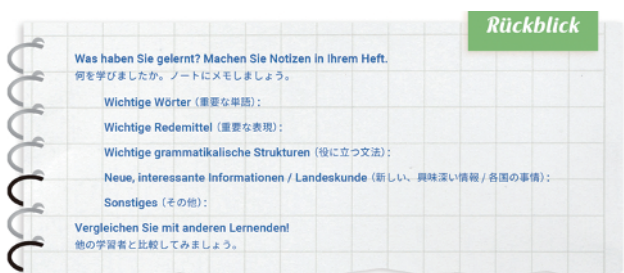 Rückblick
Was haben Sie gelernt? Machen Sie Notizen in Ihrem Heft.
何を学びましたか。ノートにメモしましょう。
Wichtige Wörter（重要な単語）：
Wichtige Redemittel（重要な表現）：
Wichtige grammatikalische Strukturen（役に立つ文法）：
Neue, interessante Informationen / Landeskunde（新しい、興味深い情報 / 各国の事情）：
Sonstiges（その他）：
Vergleichen Sie mit anderen Lernenden!
他の学習者と比較してみましょう。